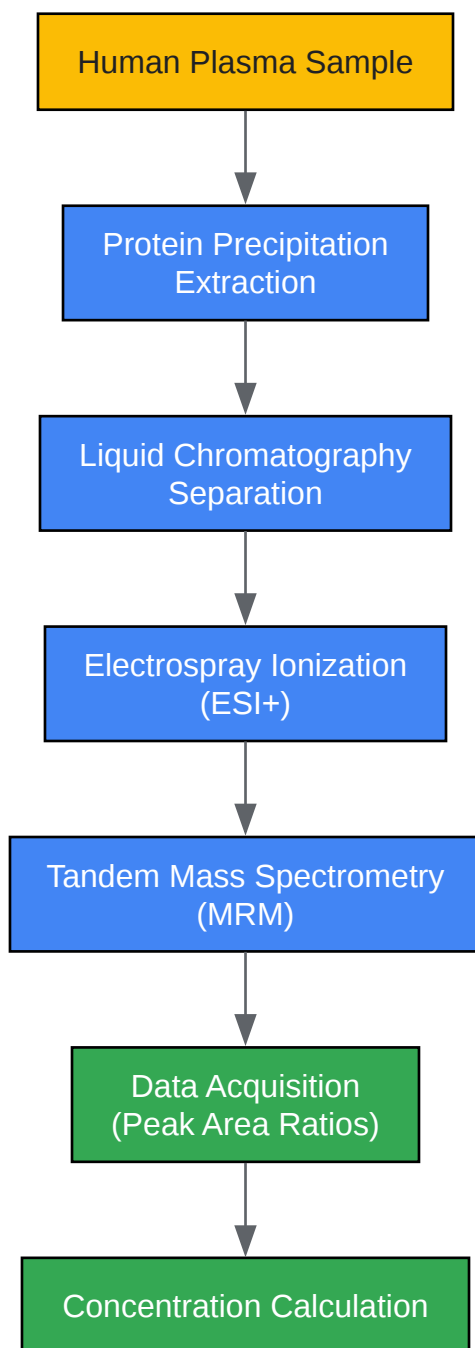 Human Plasma Sample
Protein Precipitation
Extraction
Liquid Chromatography
Separation
Electrospray Ionization
(ESI+)
Tandem Mass Spectrometry
(MRM)
Data Acquisition
(Peak Area Ratios)
Concentration Calculation